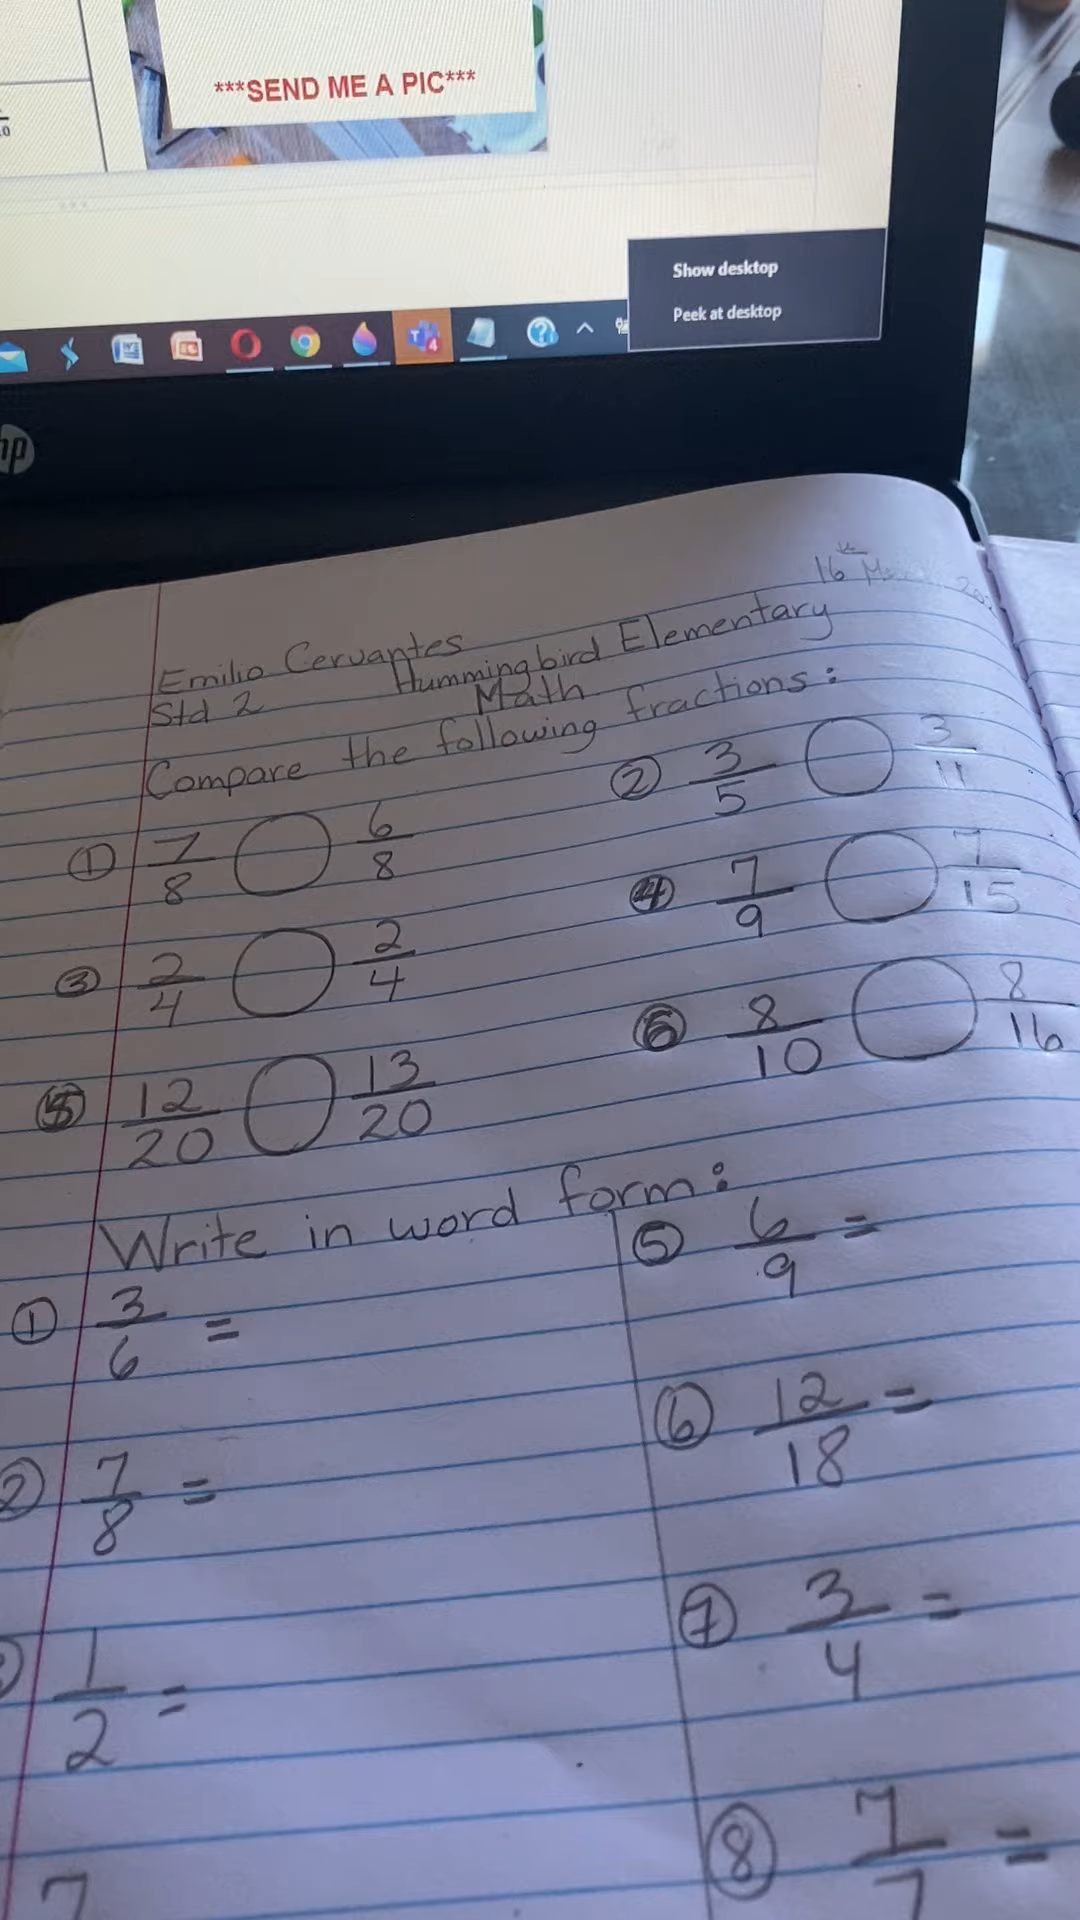 ***SEND ME A PIC***
Show desktop
Peek at desktop
hp
16
Emilio Cervantes
Hummingbird Elementary
Std 2
Math
Compare the following fractions:
① 7/8 ◯ 6/8
② 3/5 ◯ 3/11
③ 2/4 ◯ 2/4
④ 7/9 ◯ 7/15
⑤ 12/20 ◯ 13/20
⑥ 8/10 ◯ 8/16
Write in word form:
① 3/6 =
⑤ 6/9 =
② 7/8 =
⑥ 12/18 =
1/2 =
⑦ 3/4 =
7
⑧ 7/7 =